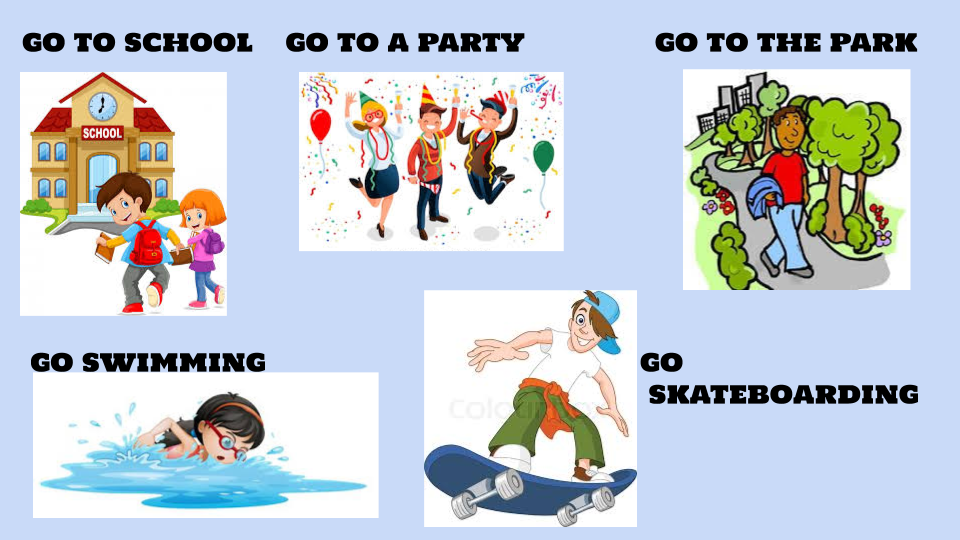 GO TO SCHOOL
GO TO A PARTY
GO TO THE PARK
SCHOOL
GO SWIMMING
GO
SKATEBOARDING